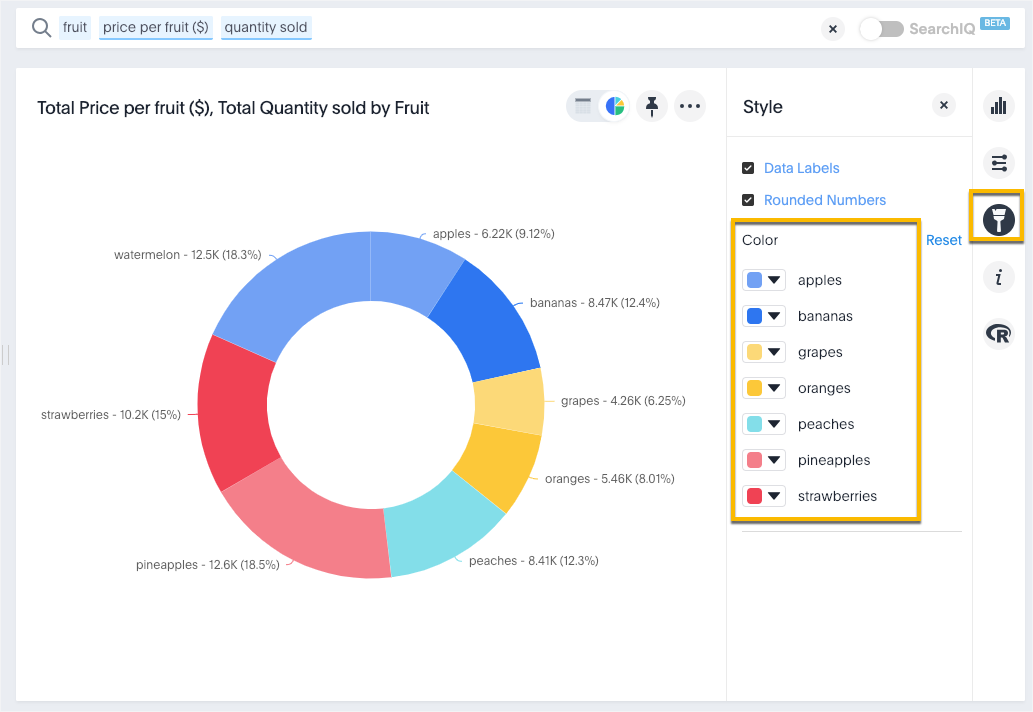 fruit price per fruit ($) quantity sold
SearchIQ BETA
Total Price per fruit ($), Total Quantity sold by Fruit
apples - 6.22K (9.12%)
watermelon - 12.5K (18.3%)
bananas - 8.47K (12.4%)
grapes - 4.26K (6.25%)
strawberries - 10.2K (15%)
oranges - 5.46K (8.01%)
peaches - 8.41K (12.3%)
pineapples - 12.6K (18.5%)
Style
Data Labels
Rounded Numbers
Color
Reset
apples
bananas
grapes
oranges
peaches
pineapples
strawberries
i
R